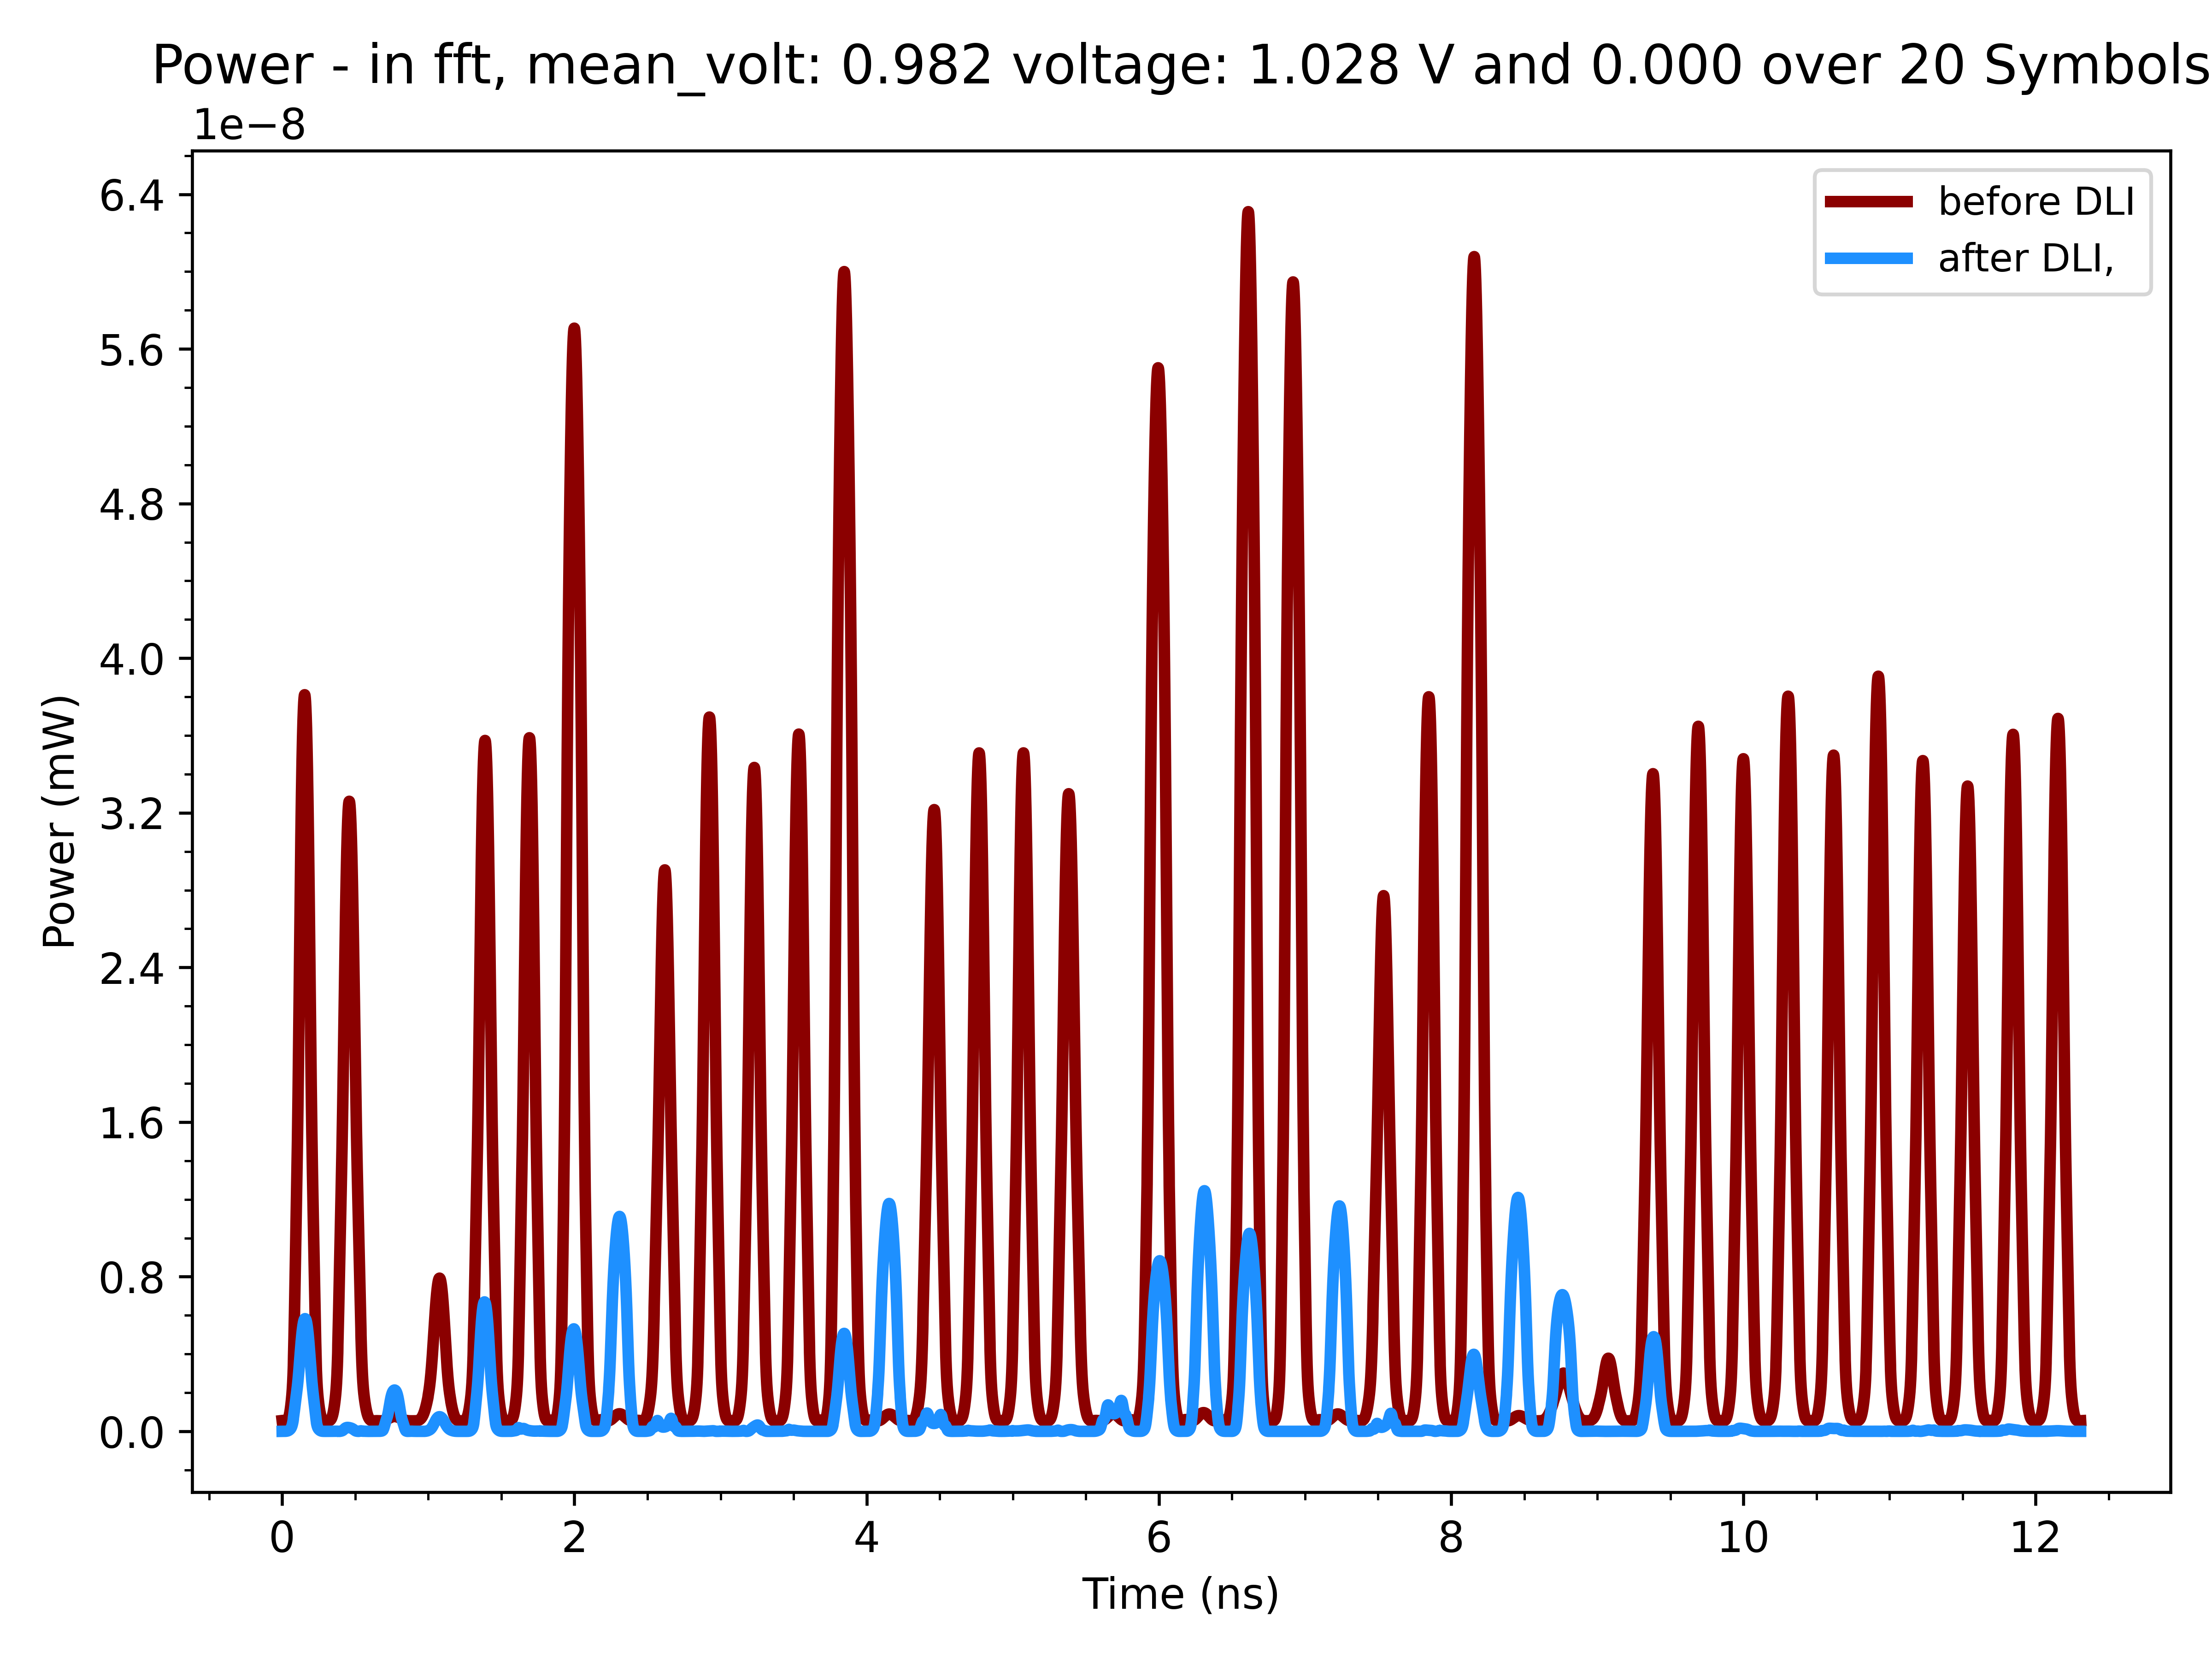 Power - in fft, mean_volt: 0.982 voltage: 1.028 V and 0.000 over 20 Symbols
1e−8
before DLI
after DLI,
6.4
5.6
4.8
4.0
3.2
2.4
1.6
0.8
0.0
Power (mW)
0 2 4 6 8 10 12
Time (ns)